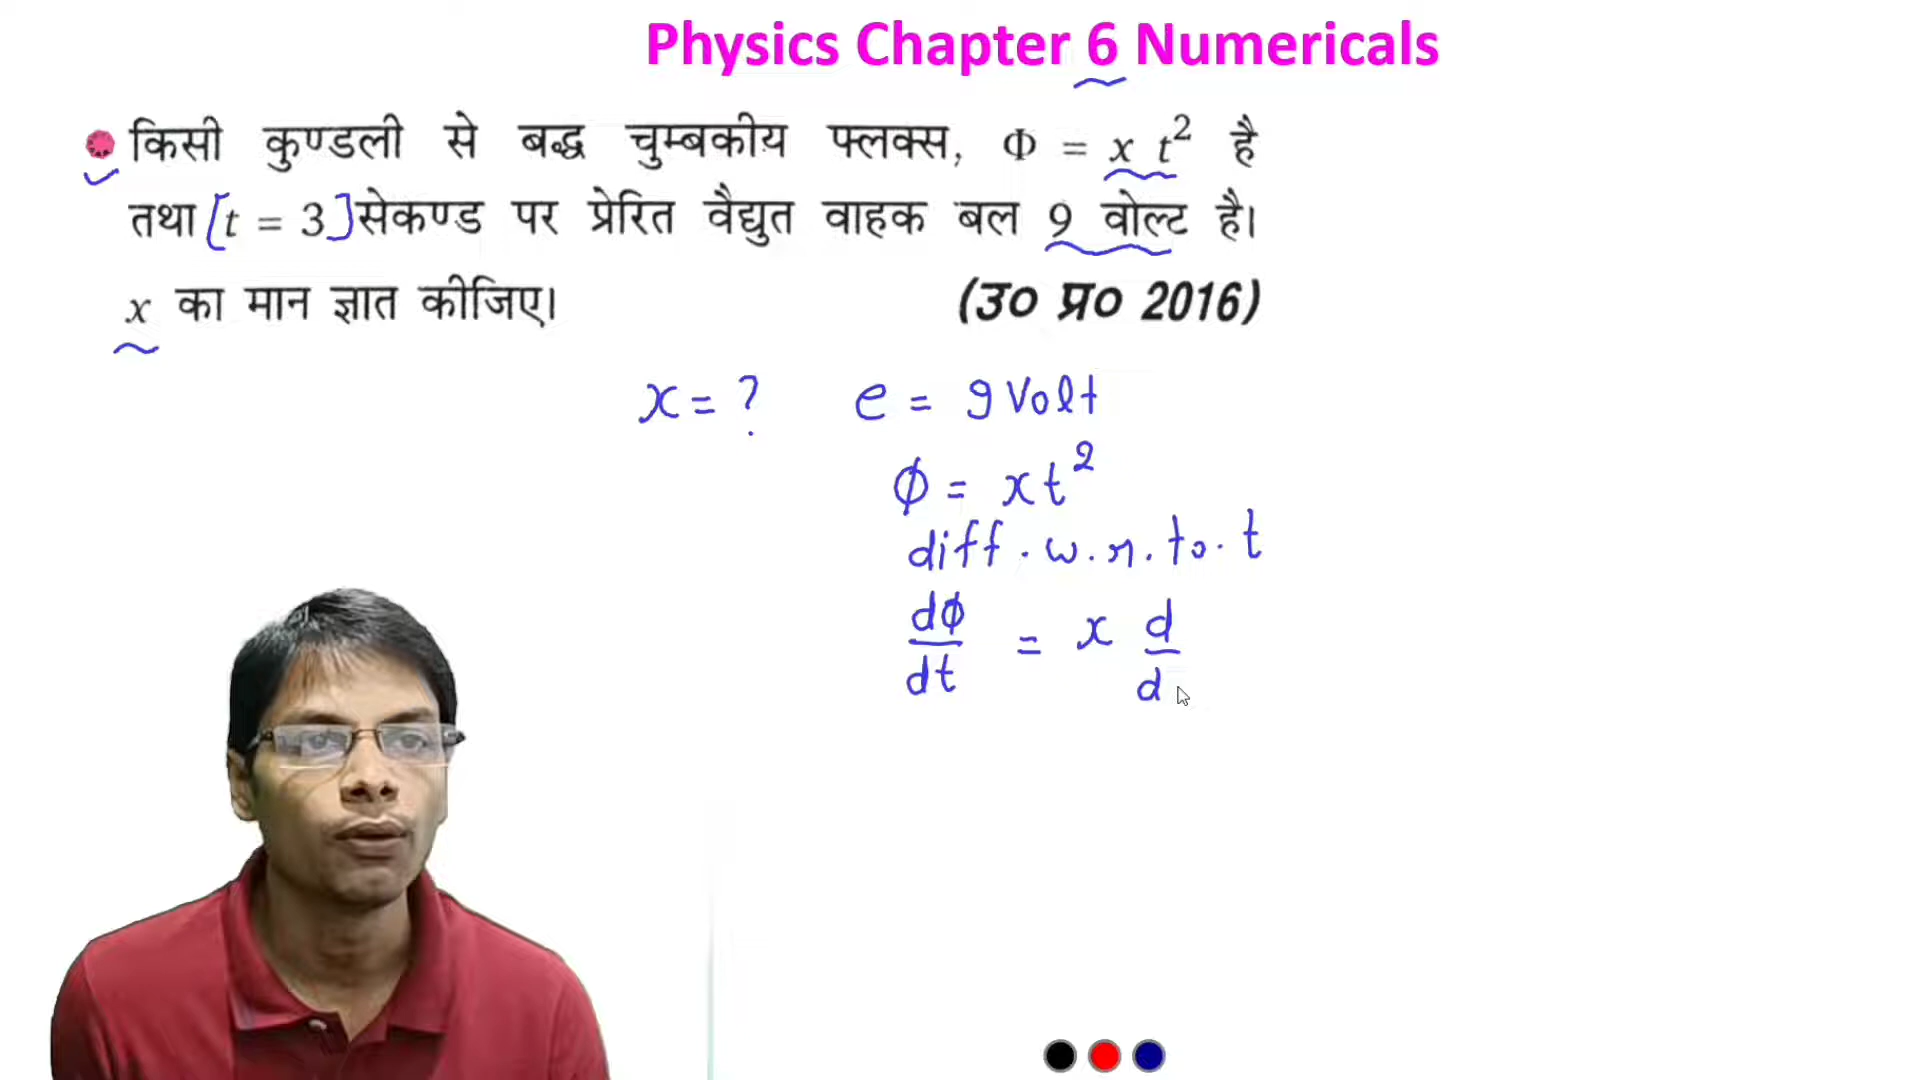 Physics Chapter 6 Numericals
किसी कुण्डली से बद्ध चुम्बकीय फ्लक्स, Φ = x t² है
तथा [t = 3] सेकण्ड पर प्रेरित वैद्युत वाहक बल 9 वोल्ट है।
x का मान ज्ञात कीजिए। (उ० प्र० 2016)
x = ? e = 9 Volt
ϕ = xt²
diff. w.r.to. t
dϕ/dt = x d/d